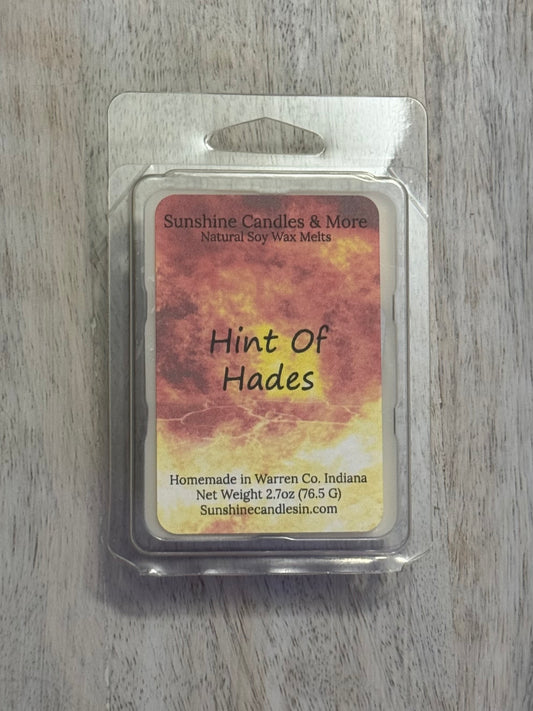 Sunshine Candles & More
Natural Soy Wax Melts
Hint Of
Hades
Homemade in Warren Co. Indiana
Net Weight 2.7oz (76.5 G)
Sunshinecandlesin.com